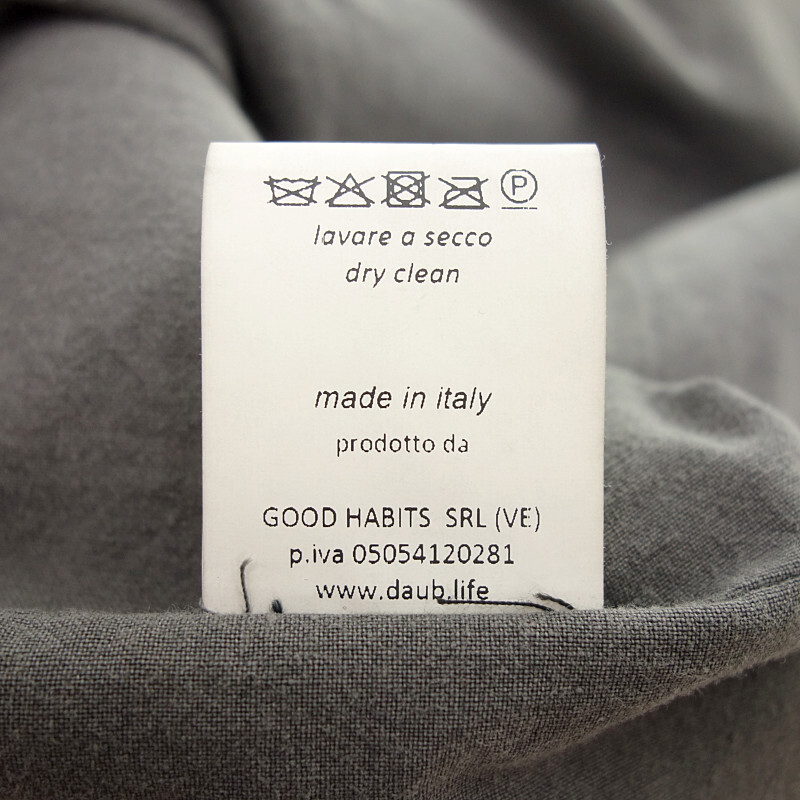 P
lavare a secco
dry clean
made in italy
prodotto da
GOOD HABITS SRL (VE)
p.iva 05054120281
www.daub.life